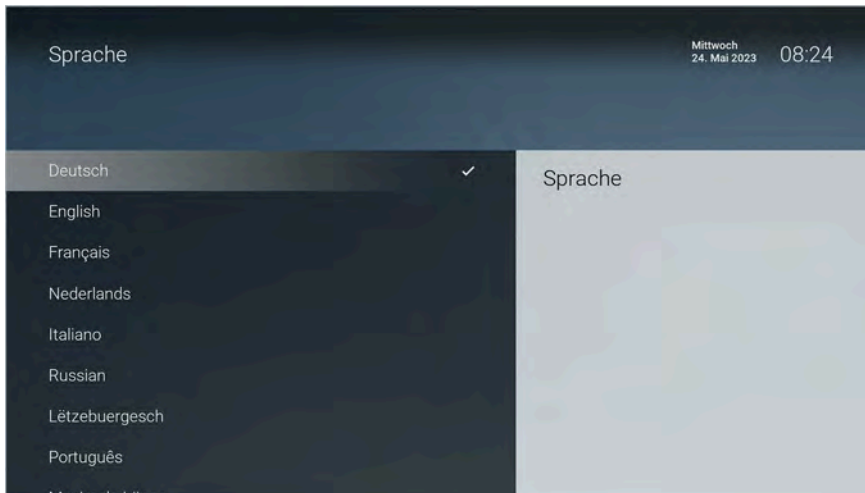 Sprache
Mittwoch
24. Mai 2023
08:24
Deutsch
English
Français
Nederlands
Italiano
Russian
Lëtzebuergesch
Português
Sprache